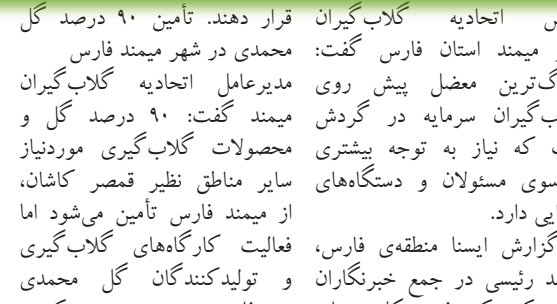 اتحادیه گلاب‌گیران
میمند استان فارس گفت:
معضل پیش روی
سرمایه در گردش
که نیاز به توجه بیشتری
مسئولان و دستگاه‌های
دارد.
گزارش ایسنا منطقه‌ی فارس،
رئیسی در جمع خبرنگاران
قرار دهند. تأمین ۹۰ درصد گل
محمدی در شهر میمند فارس
مدیرعامل اتحادیه گلاب‌گیران
میمند گفت: ۹۰ درصد گل و
محصولات گلاب‌گیری موردنیاز
سایر مناطق نظیر قمصر کاشان،
از میمند فارس تأمین می‌شود اما
فعالیت کارگاه‌های گلاب‌گیری
و تولیدکنندگان گل محمدی